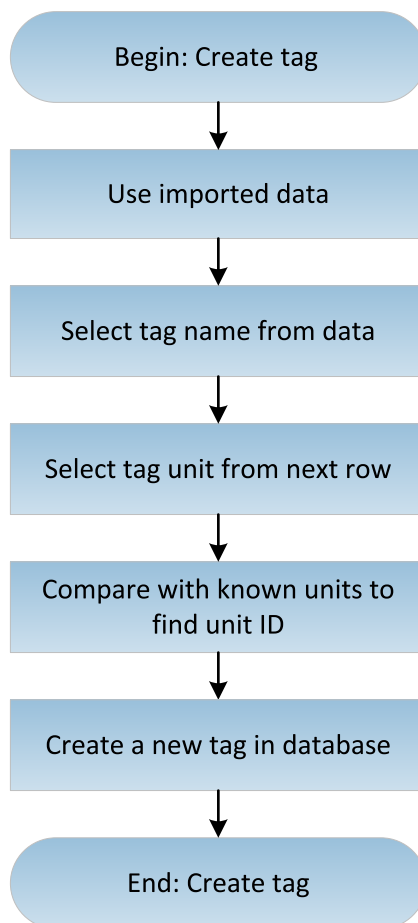 Begin: Create tag
Use imported data
Select tag name from data
Select tag unit from next row
Compare with known units to
find unit ID
Create a new tag in database
End: Create tag